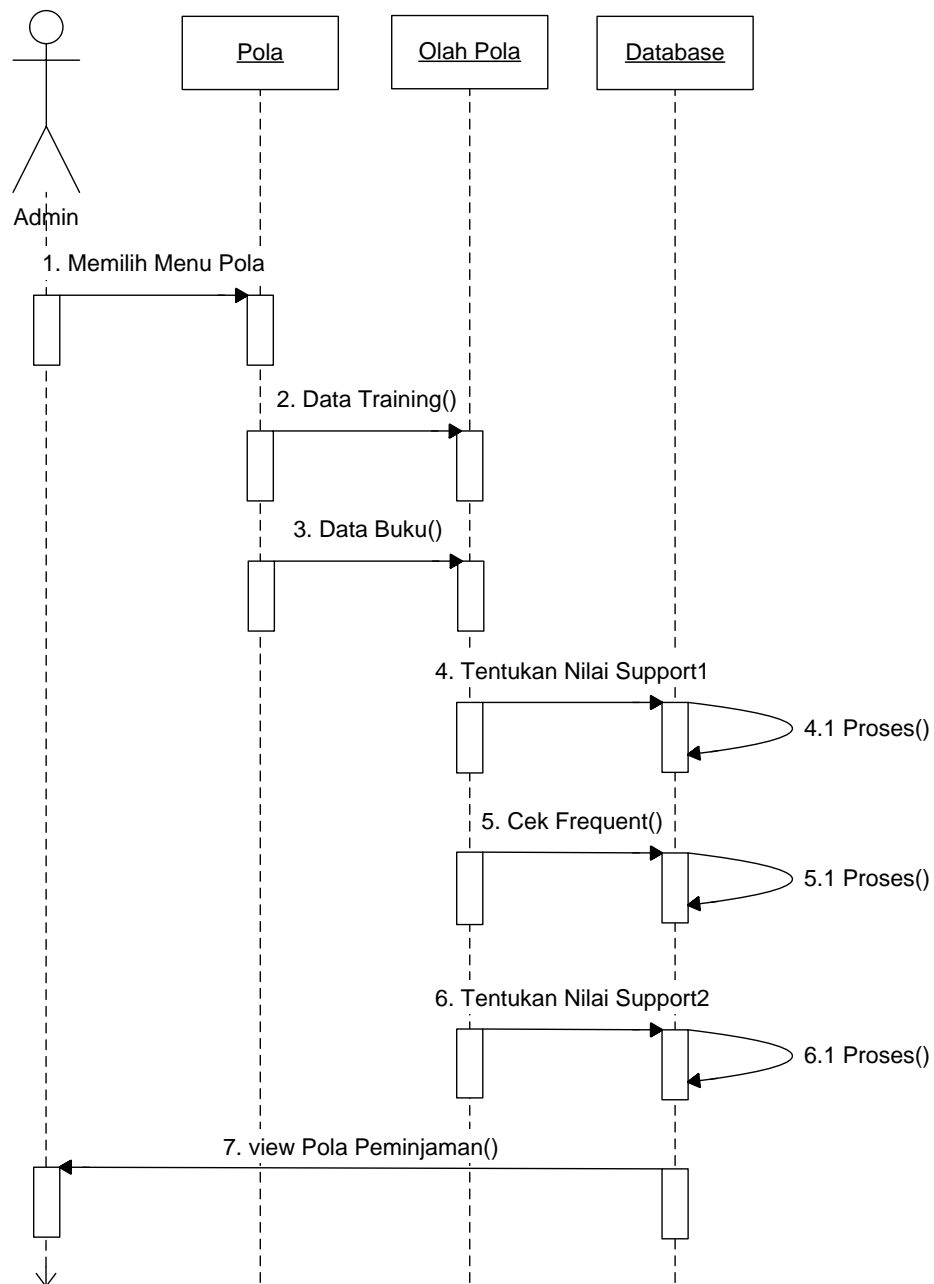 Pola
Olah Pola
Database
Admin
1. Memilih Menu Pola
2. Data Training()
3. Data Buku()
4. Tentukan Nilai Support1
4.1 Proses()
5. Cek Frequent()
5.1 Proses()
6. Tentukan Nilai Support2
6.1 Proses()
7. view Pola Peminjaman()